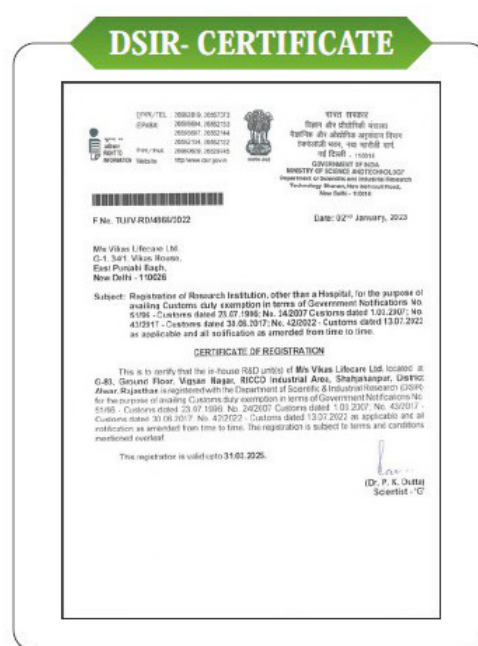 DSIR- CERTIFICATE
भारत सरकार
विज्ञान और प्रौद्योगिकी मंत्रालय
वैज्ञानिक और औद्योगिक अनुसंधान विभाग
नई दिल्ली - 110016
GOVERNMENT OF INDIA
MINISTRY OF SCIENCE AND TECHNOLOGY
Department of Scientific and Industrial Research
Technology Bhavan, New Mehrauli Road,
New Delhi - 110016
RIGHT TO
INFORMATION
Website
F No. TU/IV-RD/4868/2022
Date: 02ⁿᵈ January, 2023
M/s Vikas Lifecare Ltd.
G-1, 34/1, Vikas House,
East Punjabi Bagh,
New Delhi - 110026
Subject: Registration of Research Institution, other than a Hospital, for the purpose of
availing Customs duty exemption in terms of Government Notifications No.
51/96 - Customs dated 23.07.1996; No. 24/2007 Customs dated 1.03.2007; No.
43/2017 - Customs dated 30.06.2017; No. 42/2022 - Customs dated 13.07.2022
as applicable and all notification as amended from time to time.
CERTIFICATE OF REGISTRATION
This is to certify that the in-house R&D unit(s) of M/s Vikas Lifecare Ltd. located at
G-83, Ground Floor, Vigyan Nagar, RICCO Industrial Area, Shahjahanpur, District
Alwar, Rajasthan is registered with the Department of Scientific & Industrial Research (DSIR)
for the purpose of availing Customs duty exemption in terms of Government Notifications No.
51/96 - Customs dated 23.07.1996; No. 24/2007 Customs dated 1.03.2007; No. 43/2017 -
Customs dated 30.06.2017; No. 42/2022 - Customs dated 13.07.2022 as applicable and all
notification as amended from time to time. The registration is subject to terms and conditions
mentioned overleaf.
This registration is valid upto 31.03.2025.
(Dr. P. K. Dutta)
Scientist - 'G'